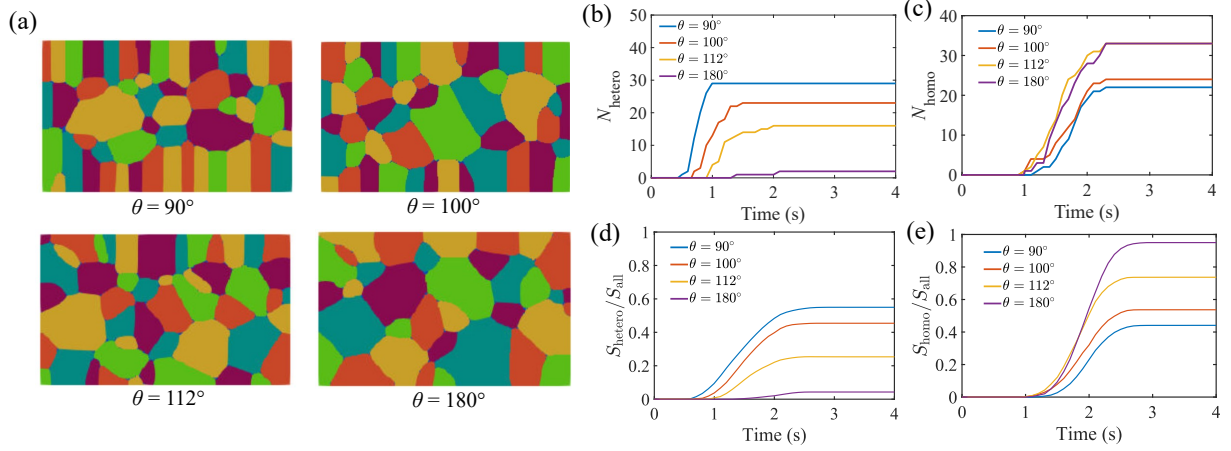 (a)
θ = 90°
θ = 100°
θ = 112°
θ = 180°
(b)
50
40
30
20
10
0
N_hetero
θ = 90°
θ = 100°
θ = 112°
θ = 180°
0 1 2 3 4
Time (s)
(c)
40
30
20
10
0
N_homo
θ = 90°
θ = 100°
θ = 112°
θ = 180°
0 1 2 3 4
Time (s)
(d)
1
0.8
0.6
0.4
0.2
0
S_hetero/S_all
θ = 90°
θ = 100°
θ = 112°
θ = 180°
0 1 2 3 4
Time (s)
(e)
1
0.8
0.6
0.4
0.2
0
S_homo/S_all
θ = 90°
θ = 100°
θ = 112°
θ = 180°
0 1 2 3 4
Time (s)